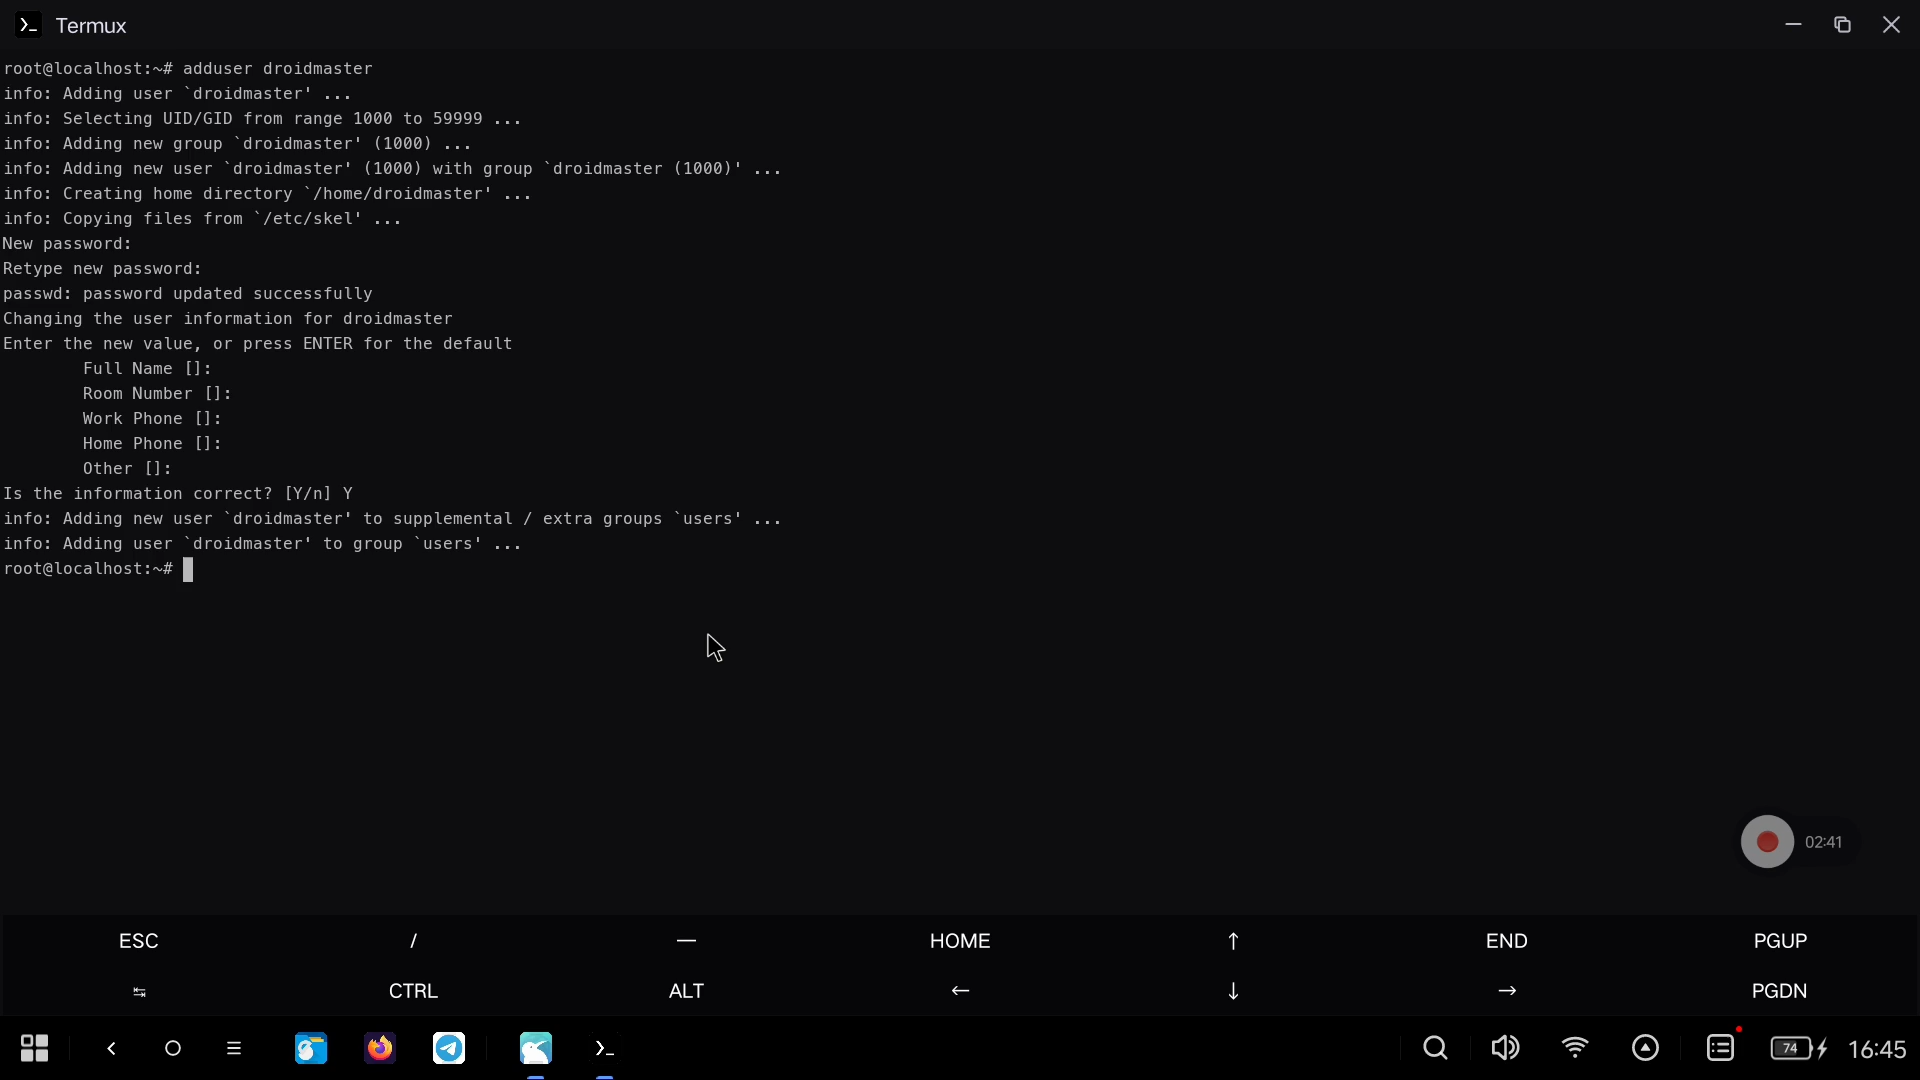 Termux
root@localhost:~# adduser droidmaster
info: Adding user `droidmaster' ...
info: Selecting UID/GID from range 1000 to 59999 ...
info: Adding new group `droidmaster' (1000) ...
info: Adding new user `droidmaster' (1000) with group `droidmaster (1000)' ...
info: Creating home directory `/home/droidmaster' ...
info: Copying files from `/etc/skel' ...
New password:
Retype new password:
passwd: password updated successfully
Changing the user information for droidmaster
Enter the new value, or press ENTER for the default
Full Name []:
Room Number []:
Work Phone []:
Home Phone []:
Other []:
Is the information correct? [Y/n] Y
info: Adding new user `droidmaster' to supplemental / extra groups `users' ...
info: Adding user `droidmaster' to group `users' ...
root@localhost:~#
02:41
ESC / — HOME ↑ END PGUP
↹ CTRL ALT ← ↓ → PGDN
74 16:45